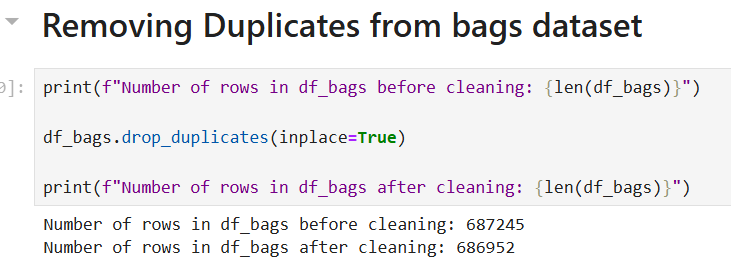 Removing Duplicates from bags dataset
]: print(f"Number of rows in df_bags before cleaning: {len(df_bags)}")
df_bags.drop_duplicates(inplace=True)
print(f"Number of rows in df_bags after cleaning: {len(df_bags)}")
Number of rows in df_bags before cleaning: 687245
Number of rows in df_bags after cleaning: 686952